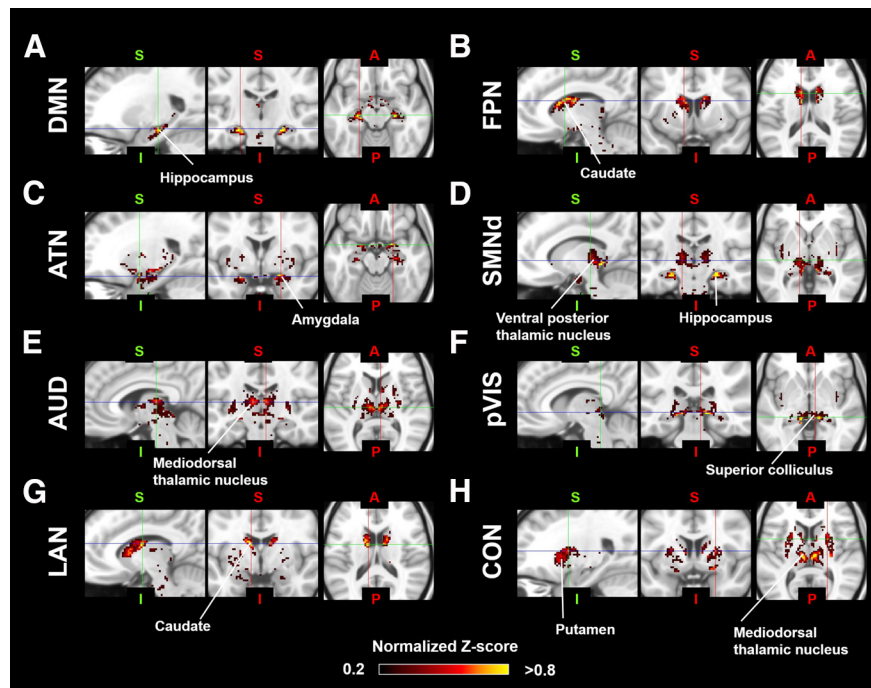 A
S
S
A
DMN
I
I
Hippocampus
B
S
S
A
FPN
I
I
P
Caudate
C
ATN
I
I
Amygdala
D
SMNd
I
I
P
Ventral posterior
thalamic nucleus
Hippocampus
E
S
S
A
AUD
Mediodorsal
thalamic nucleus
F
S
S
A
pVIS
Superior colliculus
G
S
S
A
LAN
I
I
P
Caudate
H
S
S
A
CON
I
I
P
Putamen
Mediodorsal
thalamic nucleus
Normalized Z-score
0.2
>0.8